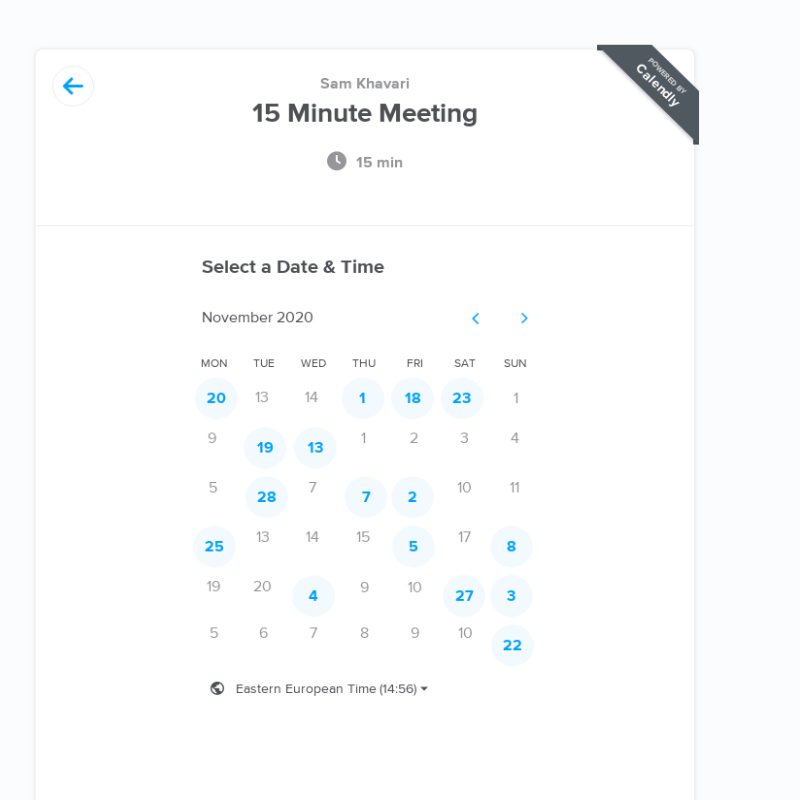 POWERED BY
Calendly
Sam Khavari
15 Minute Meeting
15 min
Select a Date & Time
November 2020
MON TUE WED THU FRI SAT SUN
20 13 14 1 18 23 1
9 19 13 1 2 3 4
5 28 7 7 2 10 11
25 13 14 15 5 17 8
19 20 4 9 10 27 3
5 6 7 8 9 10 22
Eastern European Time (14:56)